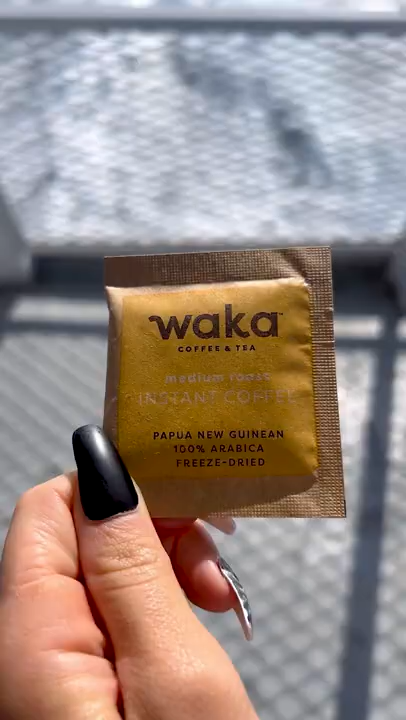 waka
COFFEE & TEA
medium roast
INSTANT COFFEE
PAPUA NEW GUINEAN
100% ARABICA
FREEZE-DRIED